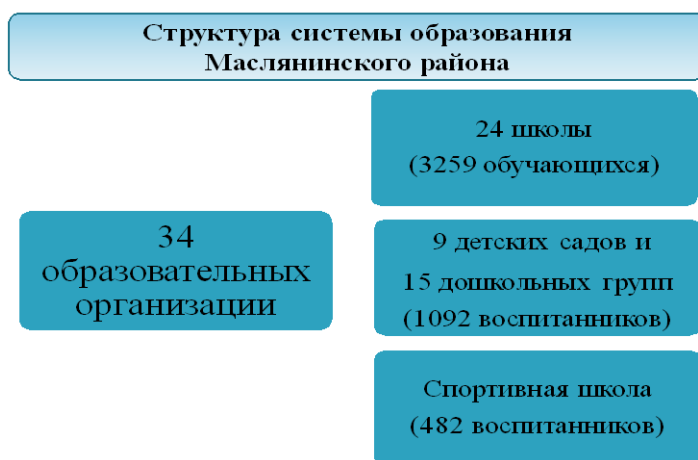 Структура системы образования
Маслянинского района
24 школы
(3259 обучающихся)
34
образовательных
организации
9 детских садов и
15 дошкольных групп
(1092 воспитанников)
Спортивная школа
(482 воспитанников)